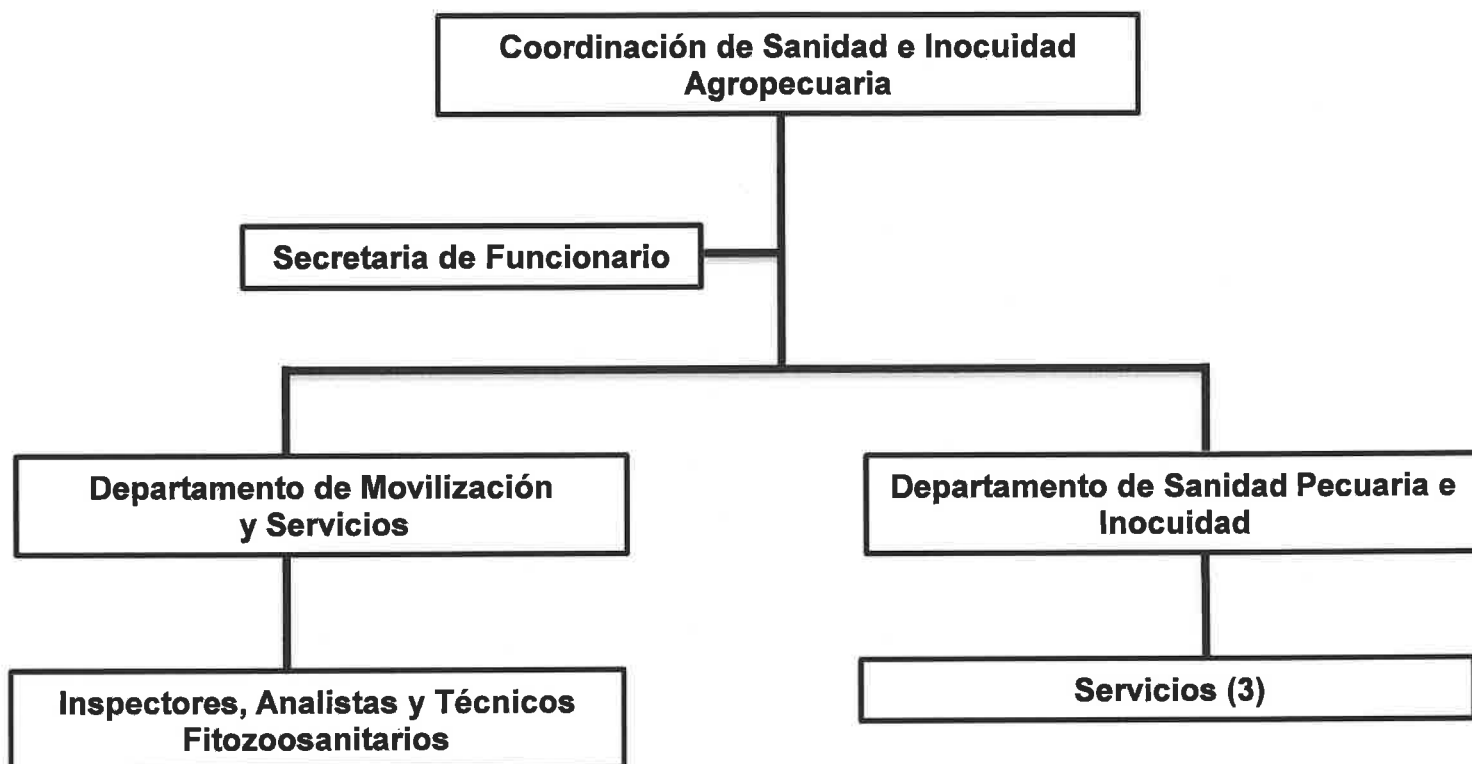 Coordinación de Sanidad e Inocuidad
Agropecuaria
Secretaria de Funcionario
Departamento de Movilización
y Servicios
Departamento de Sanidad Pecuaria e
Inocuidad
Inspectores, Analistas y Técnicos
Fitozoosanitarios
Servicios (3)